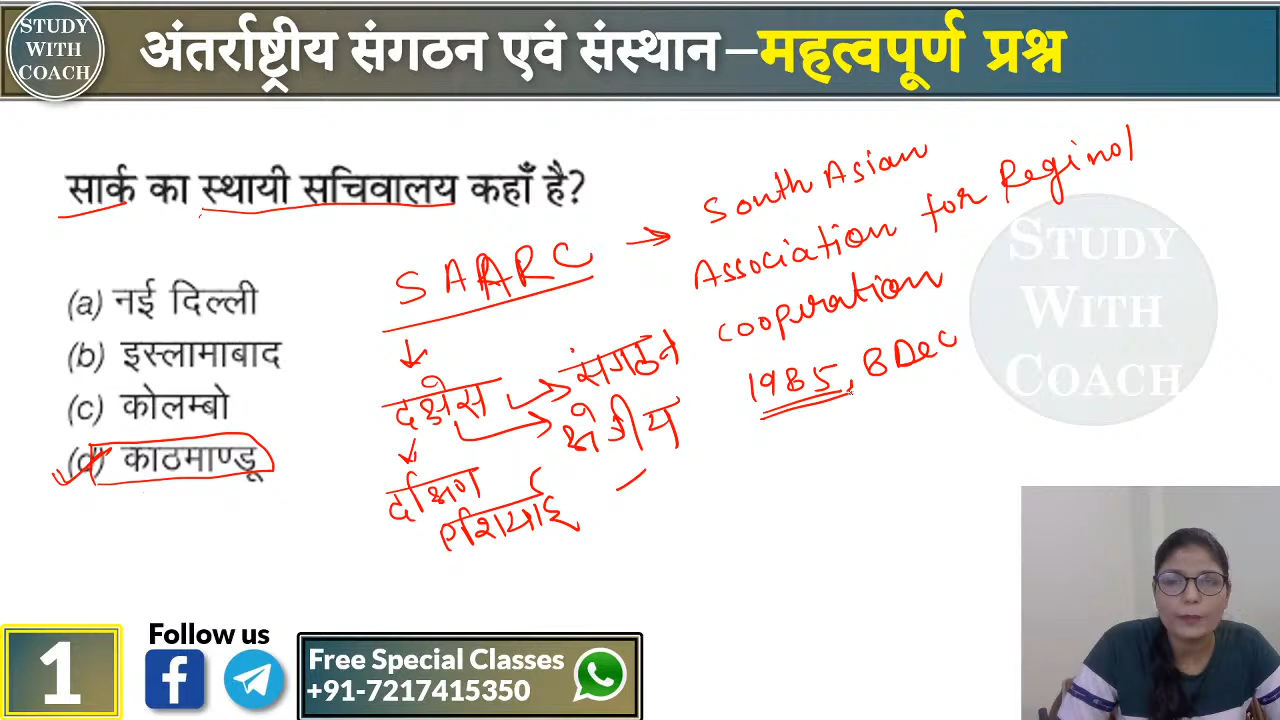 STUDY
WITH
COACH
अंतर्राष्ट्रीय संगठन एवं संस्थान–महत्वपूर्ण प्रश्न
सार्क का स्थायी सचिवालय कहाँ है?
(a) नई दिल्ली
(b) इस्लामाबाद
(c) कोलम्बो
(d) काठमाण्डू
SAARC → South Asian
Association for Reginol
cooperation
1985, 8 Dec
दक्षेस → संगठन
→ क्षेत्रीय
दक्षिण
एशियाई
STUDY
WITH
COACH
1
Follow us
Free Special Classes
+91-7217415350